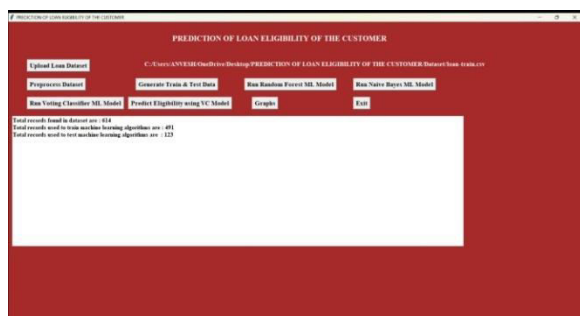 PREDICTION OF LOAN ELIGIBILITY OF THE CUSTOMER
PREDICTION OF LOAN ELIGIBILITY OF THE CUSTOMER
Upload Loan Dataset
C:/Users/ANVESH/OneDrive/Desktop/PREDICTION OF LOAN ELIGIBILITY OF THE CUSTOMER/Dataset/loan-train.csv
Preprocess Dataset
Generate Train & Test Data
Run Random Forest ML Model
Run Naive Bayes ML Model
Run Voting Classifier ML Model
Predict Eligibility using VC Model
Graphs
Exit
Total records found in dataset are : 614
Total records used to train machine learning algorithms are : 491
Total records used to test machine learning algorithms are : 123